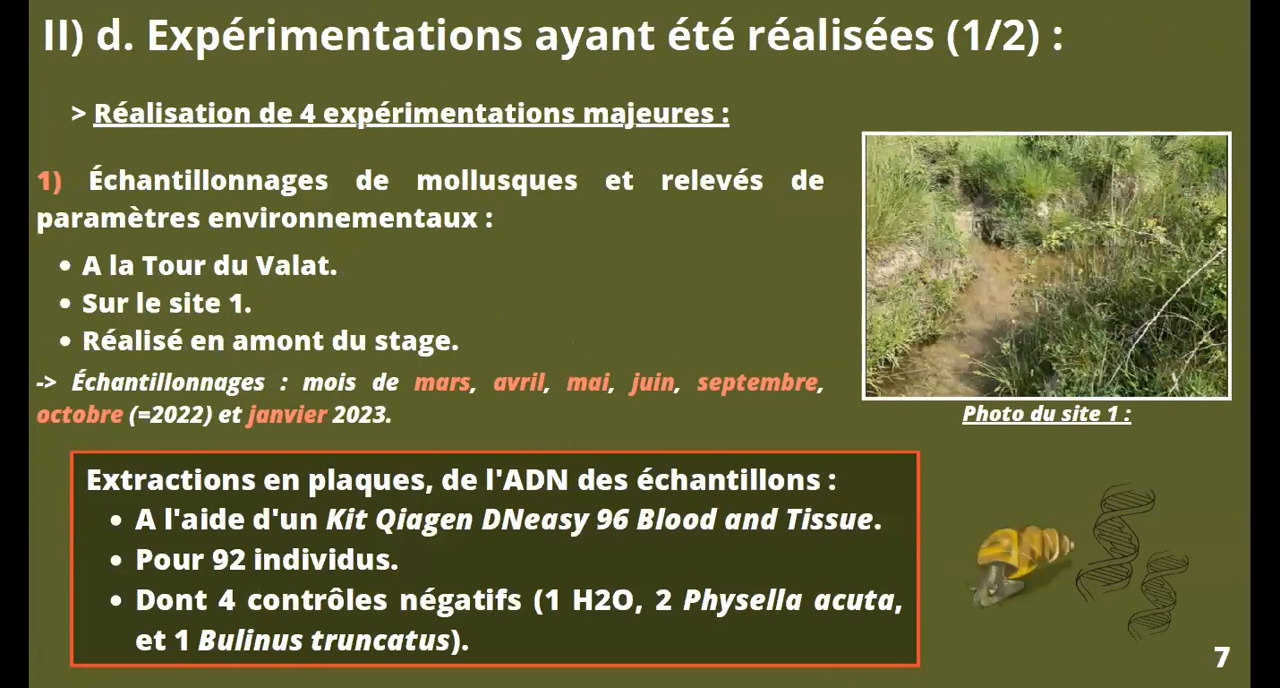 II) d. Expérimentations ayant été réalisées (1/2) :
> Réalisation de 4 expérimentations majeures :
1) Échantillonnages de mollusques et relevés de
paramètres environnementaux :
• A la Tour du Valat.
• Sur le site 1.
• Réalisé en amont du stage.
-> Échantillonnages : mois de mars, avril, mai, juin, septembre,
octobre (=2022) et janvier 2023.
Photo du site 1 :
Extractions en plaques, de l'ADN des échantillons :
• A l'aide d'un Kit Qiagen DNeasy 96 Blood and Tissue.
• Pour 92 individus.
• Dont 4 contrôles négatifs (1 H2O, 2 Physella acuta,
et 1 Bulinus truncatus).
7